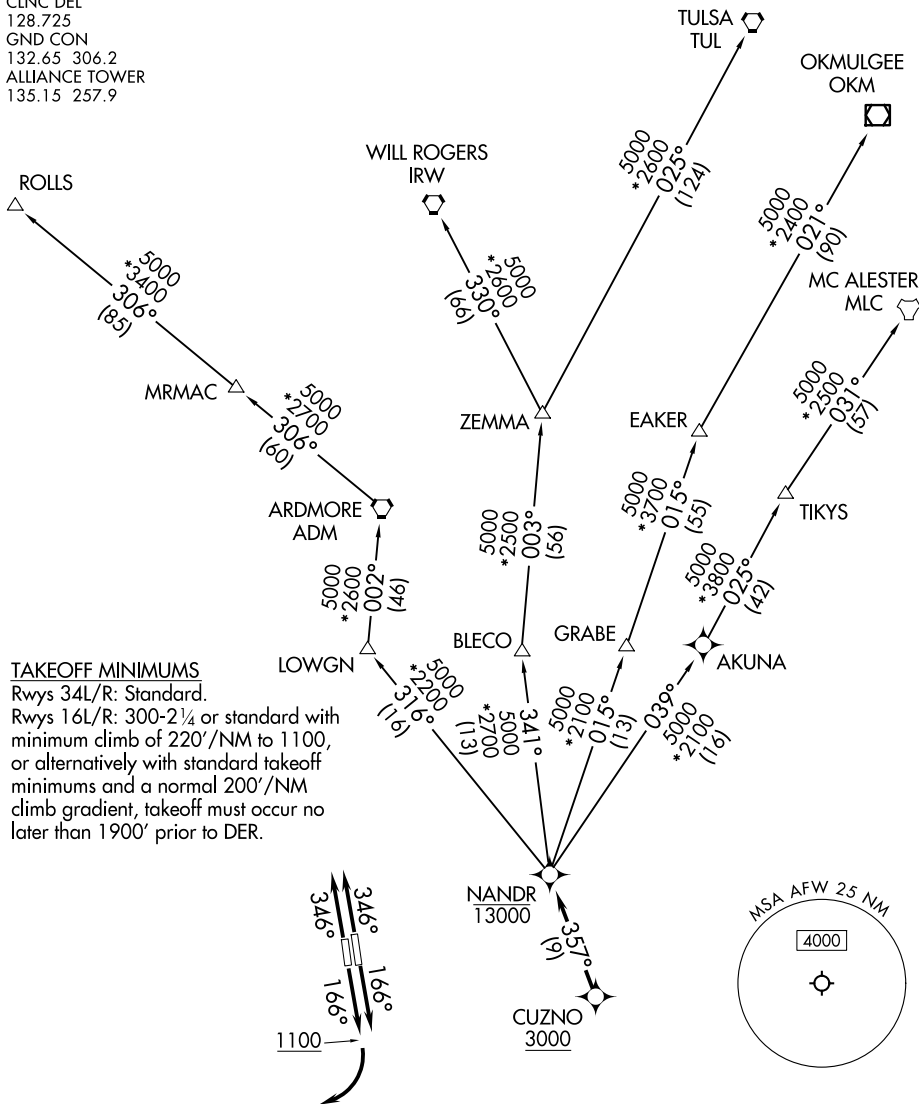 CLNC DEL
128.725
GND CON
132.65 306.2
ALLIANCE TOWER
135.15 257.9
TULSA
TUL
OKMULGEE
OKM
WILL ROGERS
IRW
ROLLS
MC ALESTER
MLC
5000
*2600
025°
(124)
5000
*2400
021°
(90)
5000
*2600
330°
(66)
5000
*3400
306°
(85)
5000
*2500
031°
(57)
MRMAC
5000
*2700
306°
(60)
ZEMMA
EAKER
ARDMORE
ADM
TIKYS
5000
*2500
003°
(56)
5000
*3700
015°
(55)
5000
*3800
025°
(42)
5000
*2600
002°
(46)
LOWGN
BLECO
GRABE
AKUNA
5000
*2200
316°
(16)
341°
5000
*2700
(13)
5000
*2100
015°
(13)
039°
5000
*2100
(16)
TAKEOFF MINIMUMS
Rwys 34L/R: Standard.
Rwys 16L/R: 300-2¼ or standard with
minimum climb of 220'/NM to 1100,
or alternatively with standard takeoff
minimums and a normal 200'/NM
climb gradient, takeoff must occur no
later than 1900' prior to DER.
NANDR
13000
357°
(9)
CUZNO
3000
346°
346°
166°
166°
1100
MSA AFW 25 NM
4000